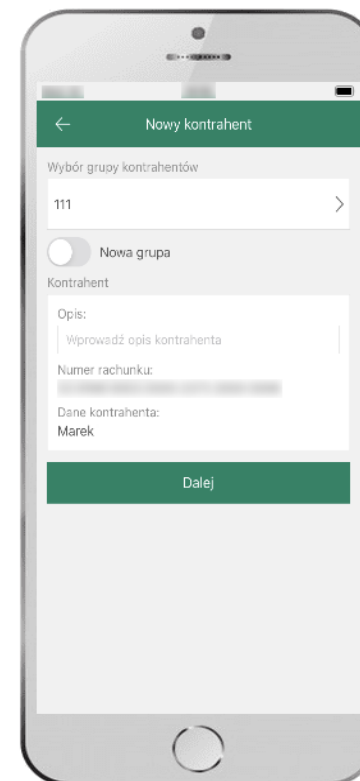 Nowy kontrahent
Wybór grupy kontrahentów
111
Nowa grupa
Kontrahent
Opis:
Wprowadź opis kontrahenta
Numer rachunku:
Dane kontrahenta:
Marek
Dalej